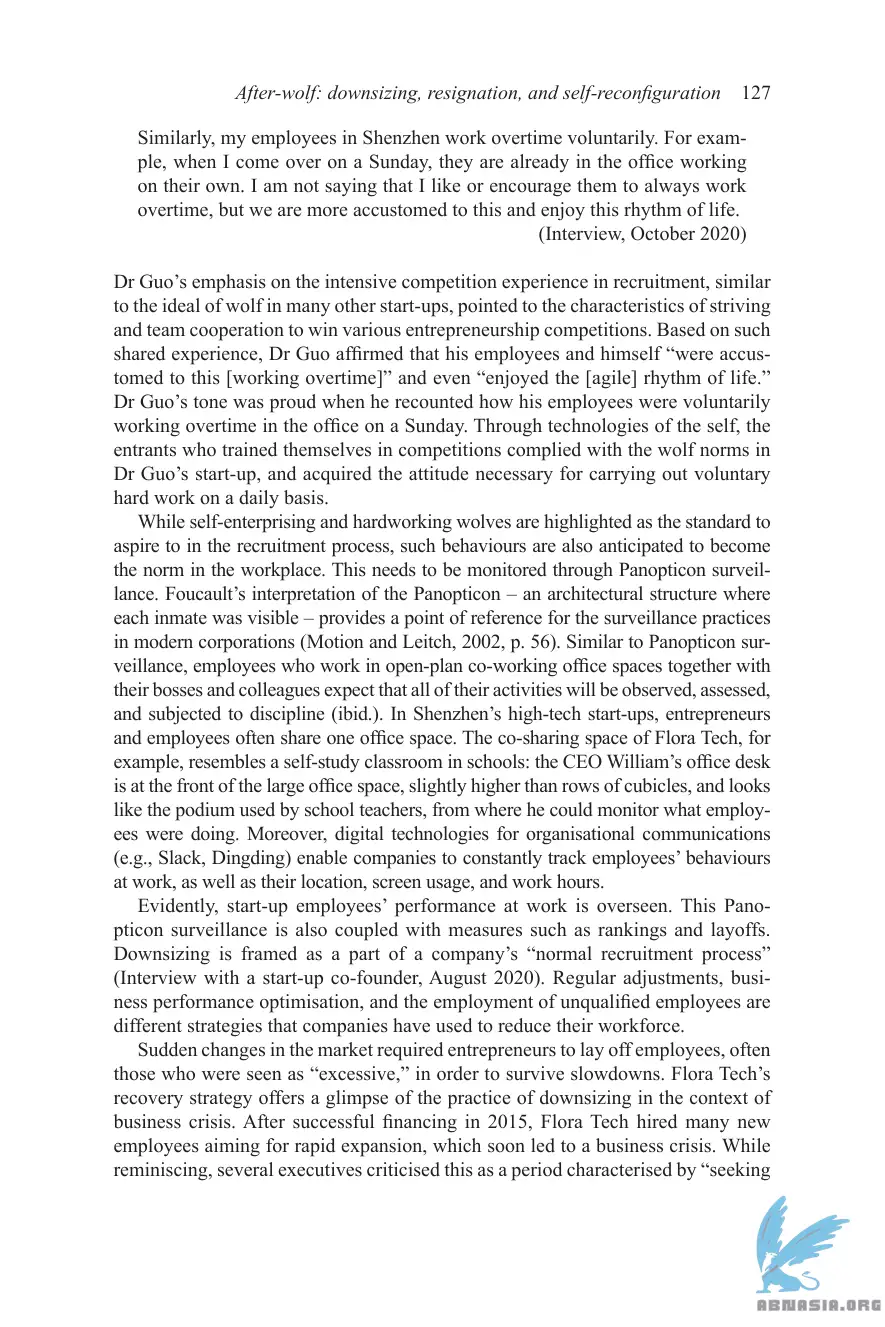 After-wolf: downsizing, resignation, and self-reconfiguration 127
Similarly, my employees in Shenzhen work overtime voluntarily. For exam-
ple, when I come over on a Sunday, they are already in the office working
on their own. I am not saying that I like or encourage them to always work
overtime, but we are more accustomed to this and enjoy this rhythm of life.
(Interview, October 2020)
Dr Guo’s emphasis on the intensive competition experience in recruitment, similar
to the ideal of wolf in many other start-ups, pointed to the characteristics of striving
and team cooperation to win various entrepreneurship competitions. Based on such
shared experience, Dr Guo affirmed that his employees and himself “were accus-
tomed to this [working overtime]” and even “enjoyed the [agile] rhythm of life.”
Dr Guo’s tone was proud when he recounted how his employees were voluntarily
working overtime in the office on a Sunday. Through technologies of the self, the
entrants who trained themselves in competitions complied with the wolf norms in
Dr Guo’s start-up, and acquired the attitude necessary for carrying out voluntary
hard work on a daily basis.
While self-enterprising and hardworking wolves are highlighted as the standard to
aspire to in the recruitment process, such behaviours are also anticipated to become
the norm in the workplace. This needs to be monitored through Panopticon surveil-
lance. Foucault’s interpretation of the Panopticon – an architectural structure where
each inmate was visible – provides a point of reference for the surveillance practices
in modern corporations (Motion and Leitch, 2002, p. 56). Similar to Panopticon sur-
veillance, employees who work in open-plan co-working office spaces together with
their bosses and colleagues expect that all of their activities will be observed, assessed,
and subjected to discipline (ibid.). In Shenzhen’s high-tech start-ups, entrepreneurs
and employees often share one office space. The co-sharing space of Flora Tech, for
example, resembles a self-study classroom in schools: the CEO William’s office desk
is at the front of the large office space, slightly higher than rows of cubicles, and looks
like the podium used by school teachers, from where he could monitor what employ-
ees were doing. Moreover, digital technologies for organisational communications
(e.g., Slack, Dingding) enable companies to constantly track employees’ behaviours
at work, as well as their location, screen usage, and work hours.
Evidently, start-up employees’ performance at work is overseen. This Pano-
pticon surveillance is also coupled with measures such as rankings and layoffs.
Downsizing is framed as a part of a company’s “normal recruitment process”
(Interview with a start-up co-founder, August 2020). Regular adjustments, busi-
ness performance optimisation, and the employment of unqualified employees are
different strategies that companies have used to reduce their workforce.
Sudden changes in the market required entrepreneurs to lay off employees, often
those who were seen as “excessive,” in order to survive slowdowns. Flora Tech’s
recovery strategy offers a glimpse of the practice of downsizing in the context of
business crisis. After successful financing in 2015, Flora Tech hired many new
employees aiming for rapid expansion, which soon led to a business crisis. While
reminiscing, several executives criticised this as a period characterised by “seeking
ABNASIA.ORG